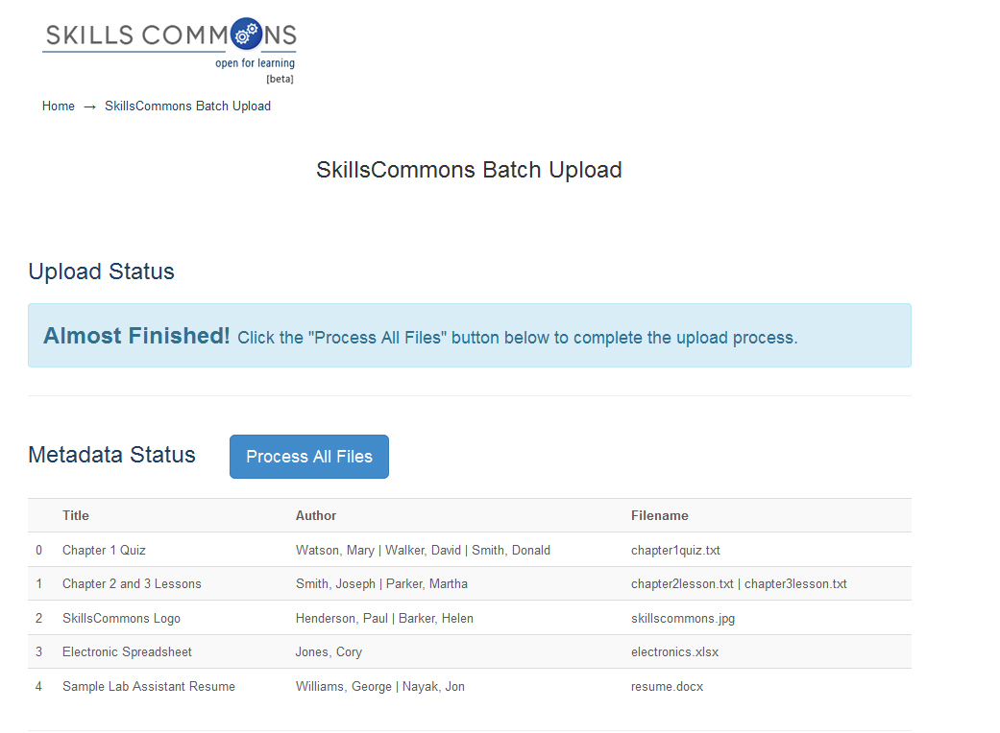 SKILLS COMMONS
open for learning
[beta]
Home → SkillsCommons Batch Upload
SkillsCommons Batch Upload
Upload Status
Almost Finished! Click the "Process All Files" button below to complete the upload process.
Metadata Status Process All Files
Title Author Filename
0 Chapter 1 Quiz Watson, Mary | Walker, David | Smith, Donald chapter1quiz.txt
1 Chapter 2 and 3 Lessons Smith, Joseph | Parker, Martha chapter2lesson.txt | chapter3lesson.txt
2 SkillsCommons Logo Henderson, Paul | Barker, Helen skillscommons.jpg
3 Electronic Spreadsheet Jones, Cory electronics.xlsx
4 Sample Lab Assistant Resume Williams, George | Nayak, Jon resume.docx